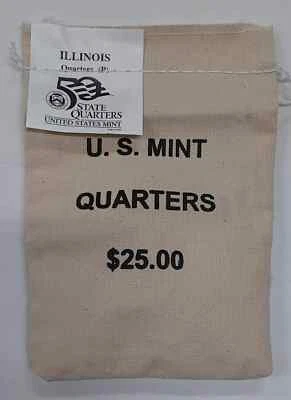 ILLINOIS
Quarters (P)
50
STATE
QUARTERS
UNITED STATES MINT
U. S. MINT
QUARTERS
$25.00